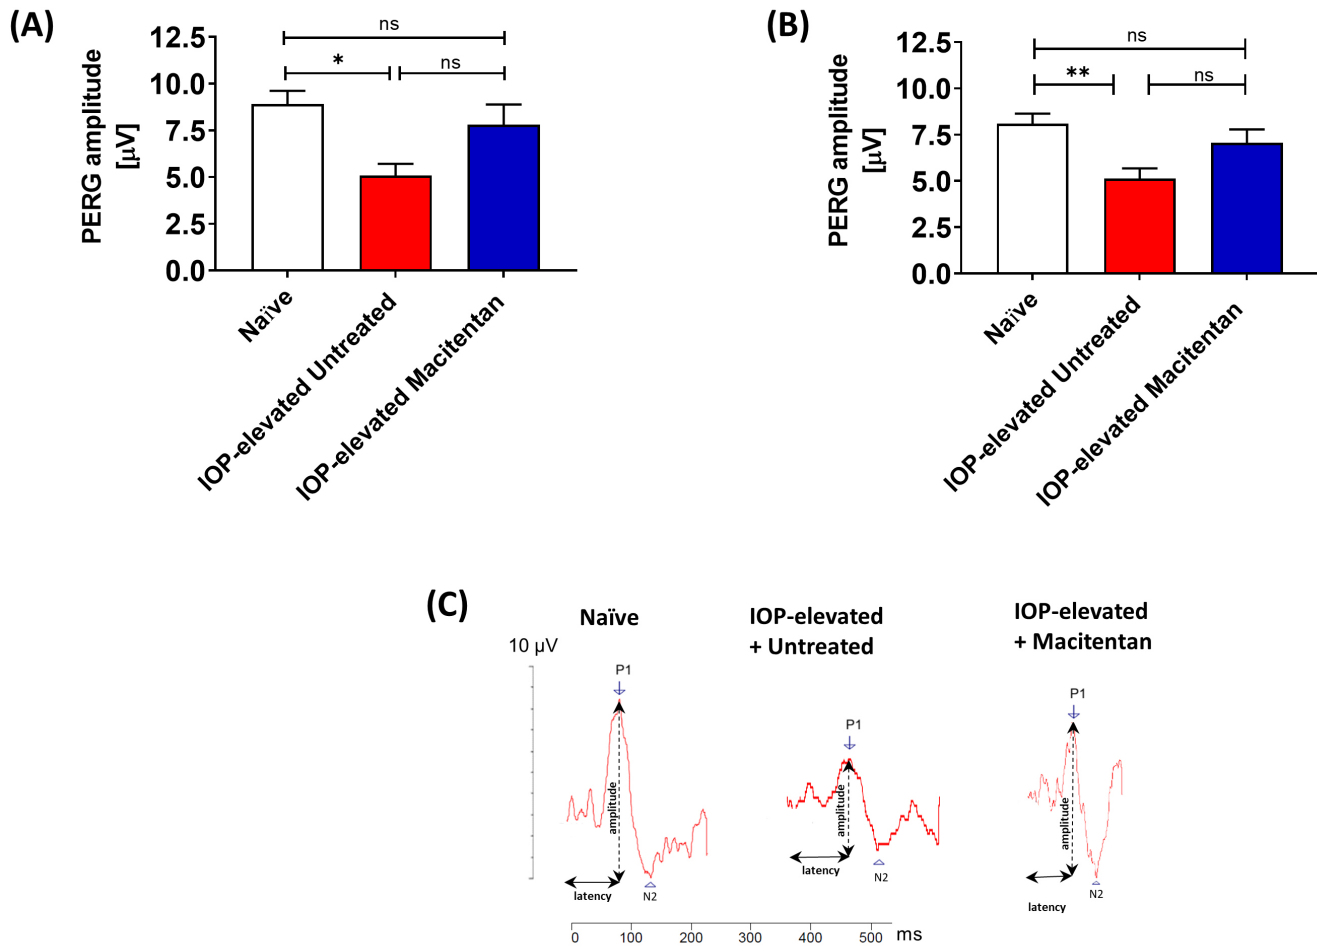 (A)
ns
*
ns
PERG amplitude
[µV]
12.5
10.0
7.5
5.0
2.5
0.0
Naïve
IOP-elevated Untreated
IOP-elevated Macitentan
(B)
ns
**
ns
PERG amplitude
[µV]
12.5
10.0
7.5
5.0
2.5
0.0
Naïve
IOP-elevated Untreated
IOP-elevated Macitentan
(C)
Naïve
10 µV
P1
amplitude
latency
N2
IOP-elevated
+ Untreated
P1
amplitude
latency
N2
IOP-elevated
+ Macitentan
P1
amplitude
latency
N2
0 100 200 300 400 500 ms